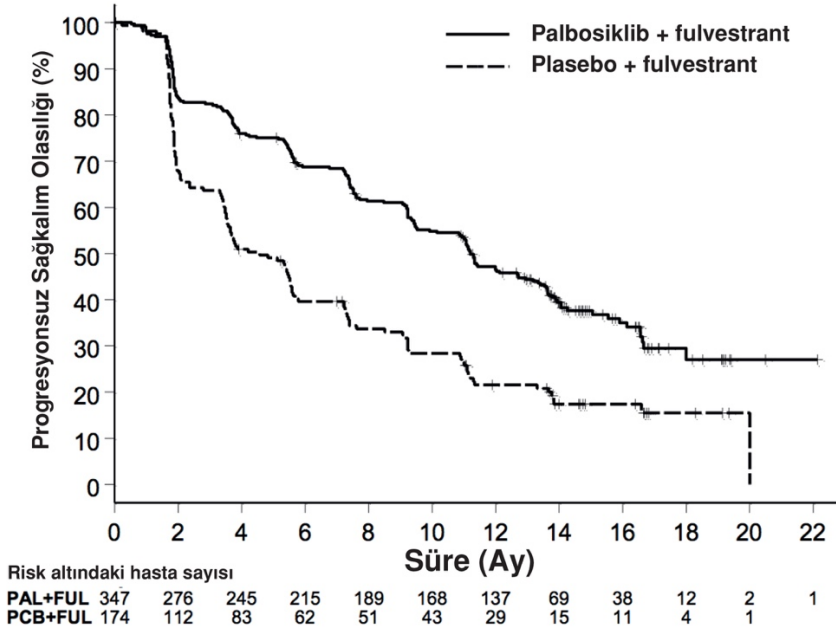 Progresyonsuz Sağkalım Olasılığı (%)
100
90
80
70
60
50
40
30
20
10
0
Palbosiklib + fulvestrant
Plasebo + fulvestrant
0 2 4 6 8 10 12 14 16 18 20 22
Süre (Ay)
Risk altındaki hasta sayısı
PAL+FUL 347 276 245 215 189 168 137 69 38 12 2 1
PCB+FUL 174 112 83 62 51 43 29 15 11 4 1